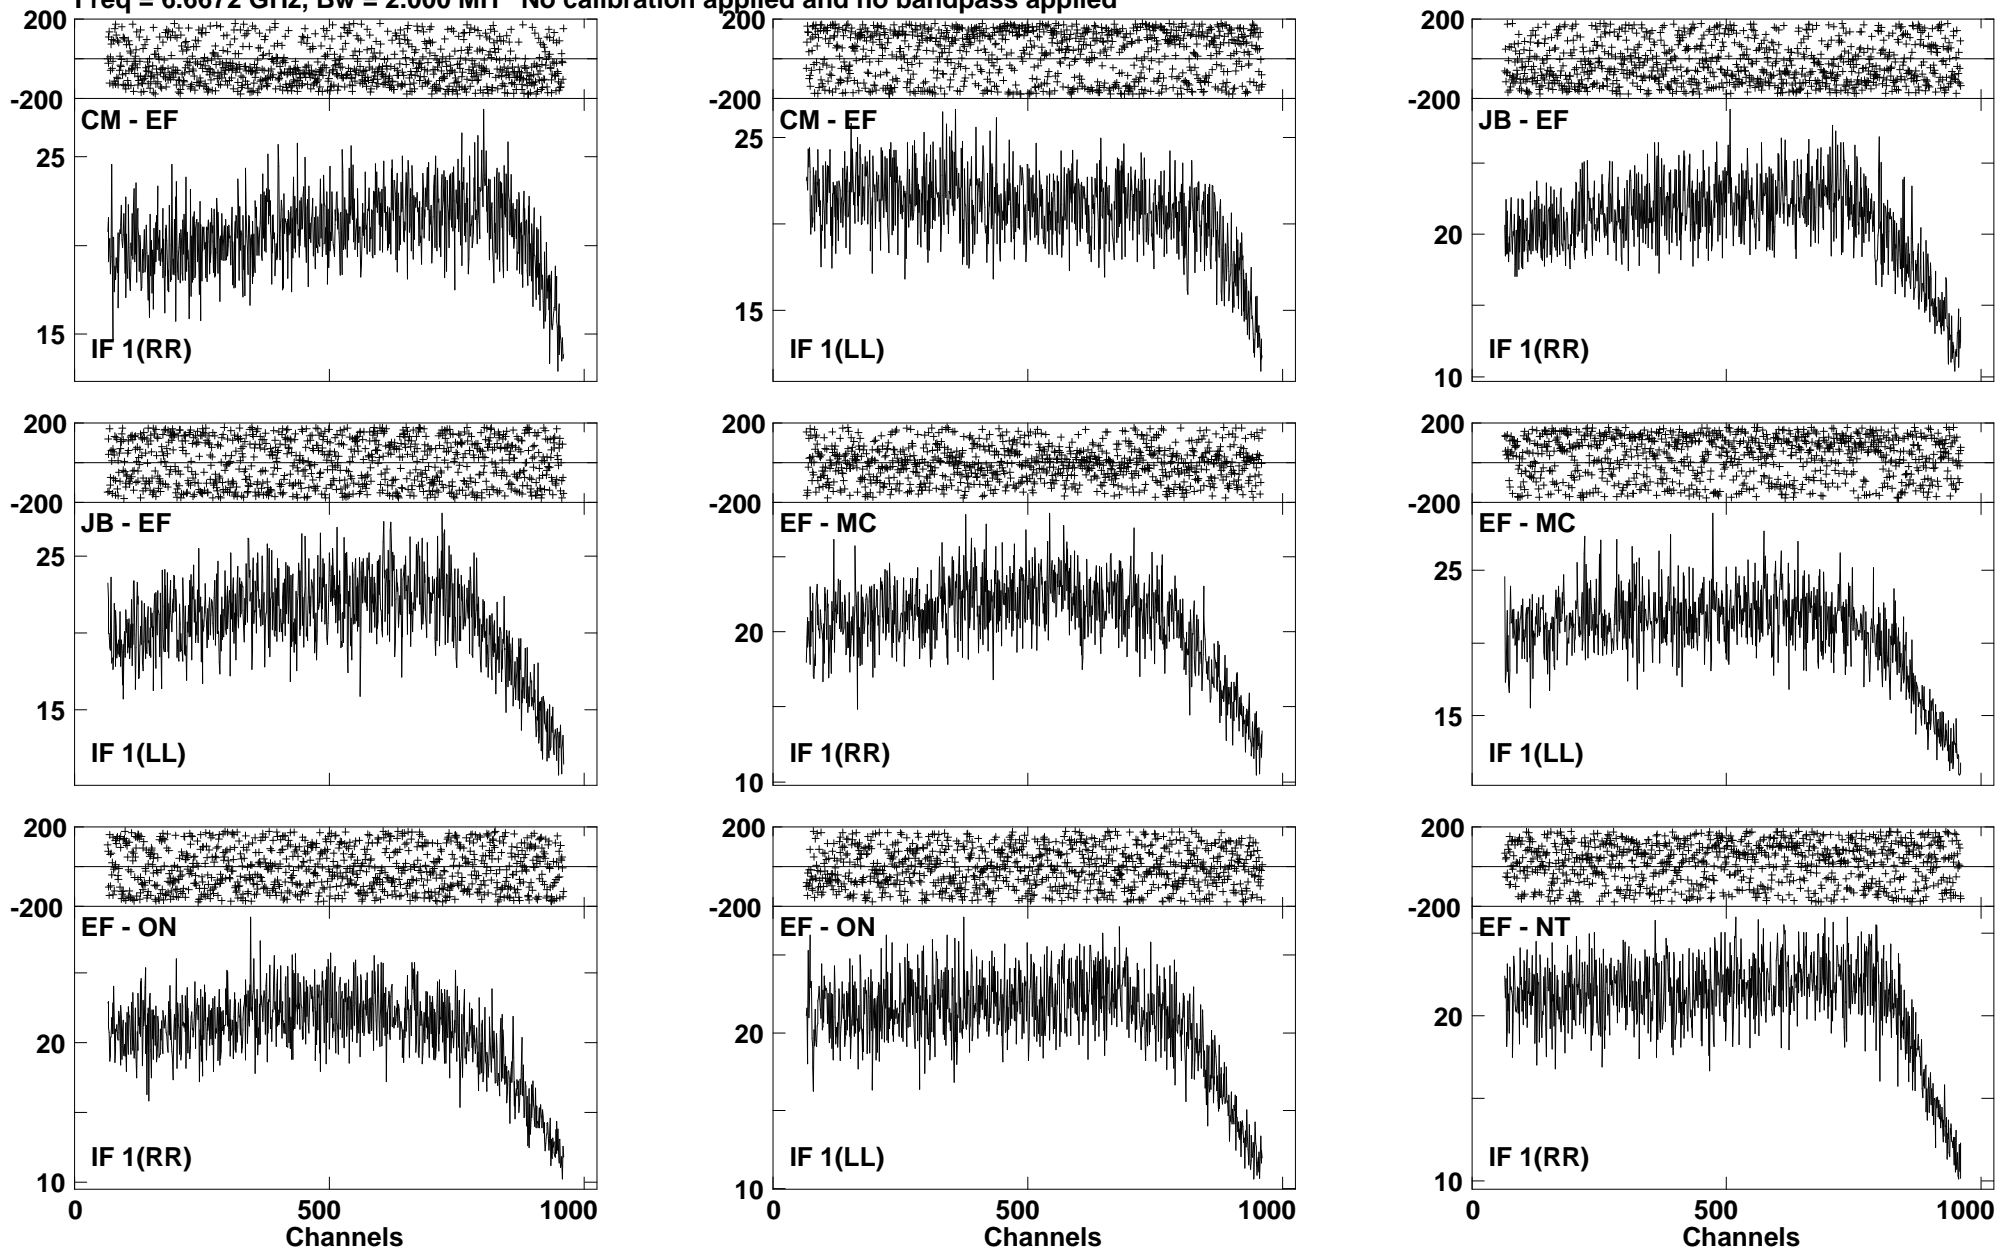 Freq = 6.6672 GHz, Bw = 2.000 MH No calibration applied and no bandpass applied
200
-200
CM - EF
25
15
IF 1(RR)
200
-200
CM - EF
25
15
IF 1(LL)
200
-200
JB - EF
20
10
IF 1(RR)
200
-200
JB - EF
25
15
IF 1(LL)
200
-200
EF - MC
20
10
IF 1(RR)
200
-200
EF - MC
25
15
IF 1(LL)
200
-200
EF - ON
20
10
IF 1(RR)
0 500 1000
Channels
200
-200
EF - ON
20
10
IF 1(LL)
0 500 1000
Channels
200
-200
EF - NT
20
10
IF 1(RR)
0 500 1000
Channels